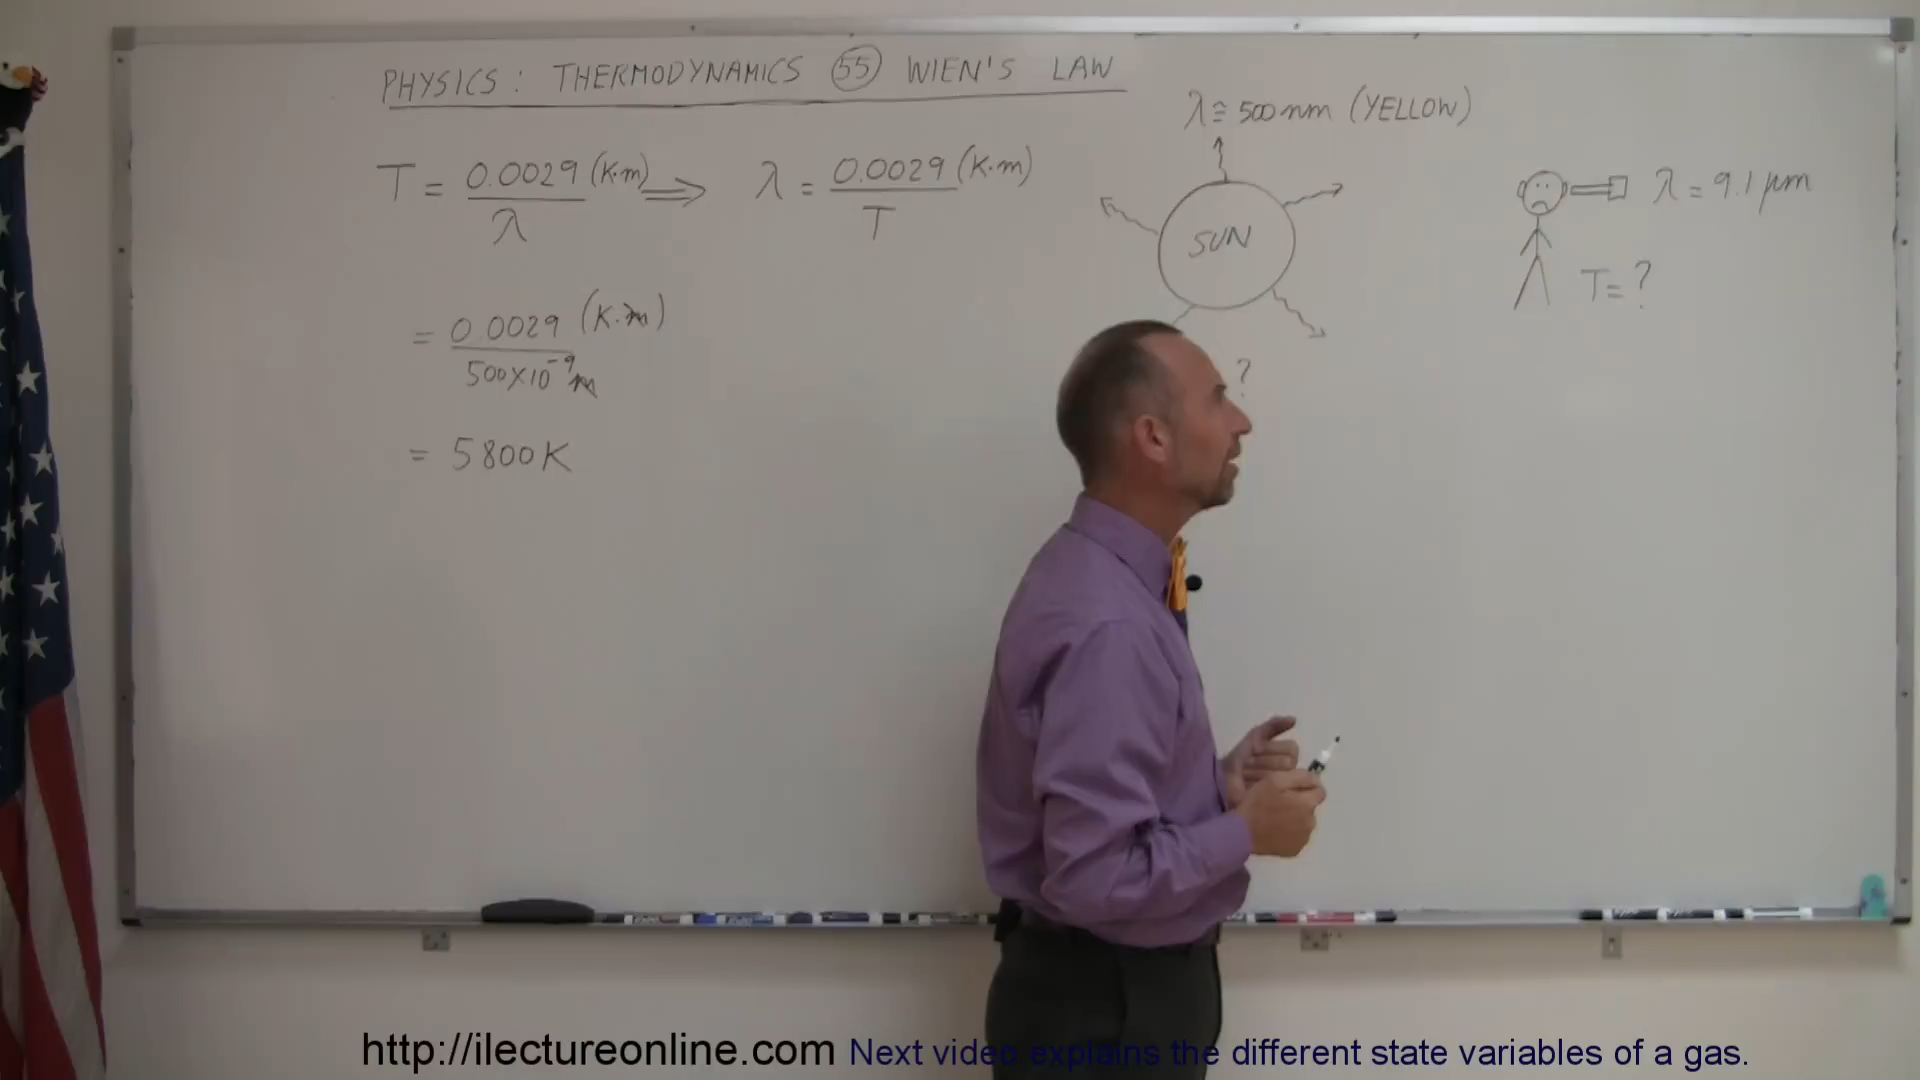 PHYSICS: THERMODYNAMICS 55 WIEN'S LAW
λ ≅ 500 nm (YELLOW)
T = 0.0029 (K·m) / λ ⟹ λ = 0.0029 (K·m) / T
SUN
λ = 9.1 μm
T = ?
= 0.0029 (K·m) / 500×10⁻⁹ m
?
= 5800 K
http://ilectureonline.com Next video explains the different state variables of a gas.